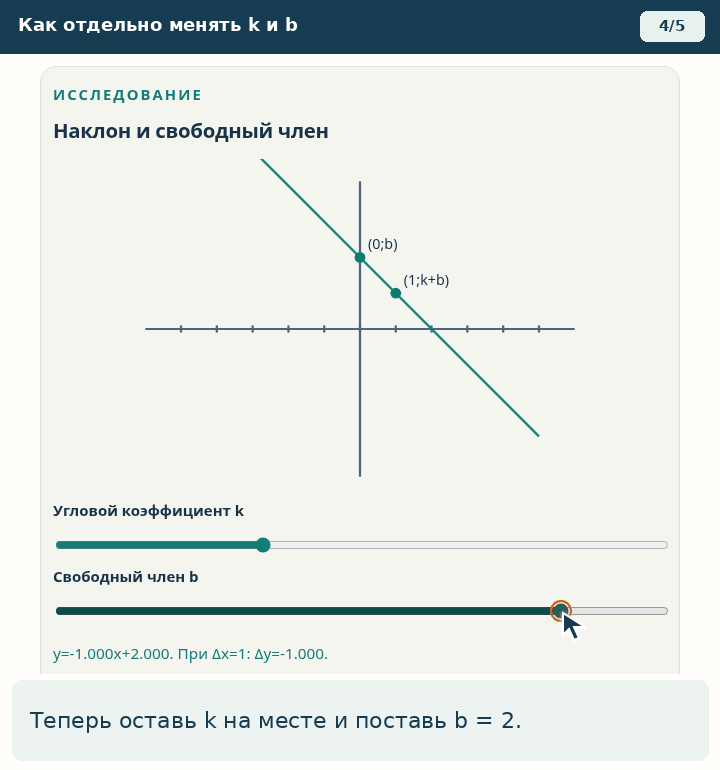 Как отдельно менять k и b
4/5
ИССЛЕДОВАНИЕ
Наклон и свободный член
(0;b)
(1;k+b)
Угловой коэффициент k
Свободный член b
y=-1.000x+2.000. При Δx=1: Δy=-1.000.
Теперь оставь k на месте и поставь b = 2.